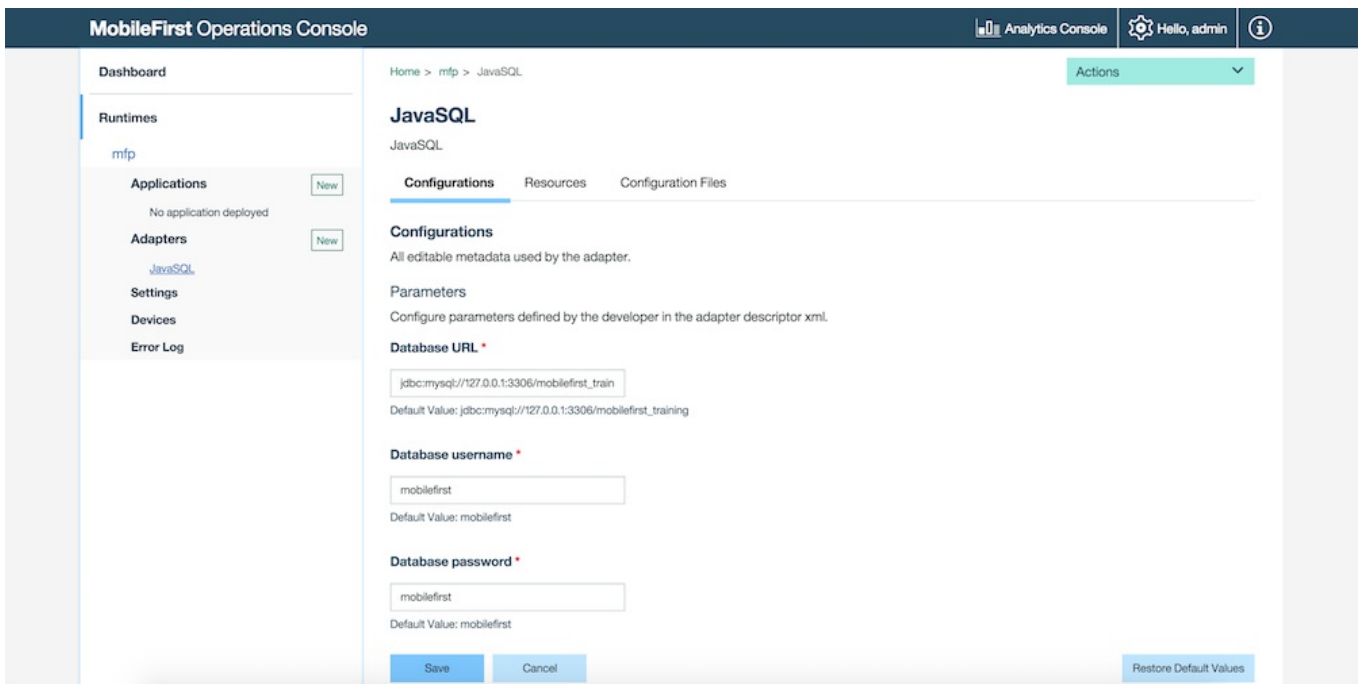 MobileFirst Operations Console
Analytics Console
Hello, admin
Dashboard
Runtimes
mfp
Applications New
No application deployed
Adapters New
JavaSQL
Settings
Devices
Error Log
Home > mfp > JavaSQL
Actions
JavaSQL
JavaSQL
Configurations Resources Configuration Files
Configurations
All editable metadata used by the adapter.
Parameters
Configure parameters defined by the developer in the adapter descriptor xml.
Database URL *
jdbc:mysql://127.0.0.1:3306/mobilefirst_train
Default Value: jdbc:mysql://127.0.0.1:3306/mobilefirst_training
Database username *
mobilefirst
Default Value: mobilefirst
Database password *
mobilefirst
Default Value: mobilefirst
Save Cancel Restore Default Values